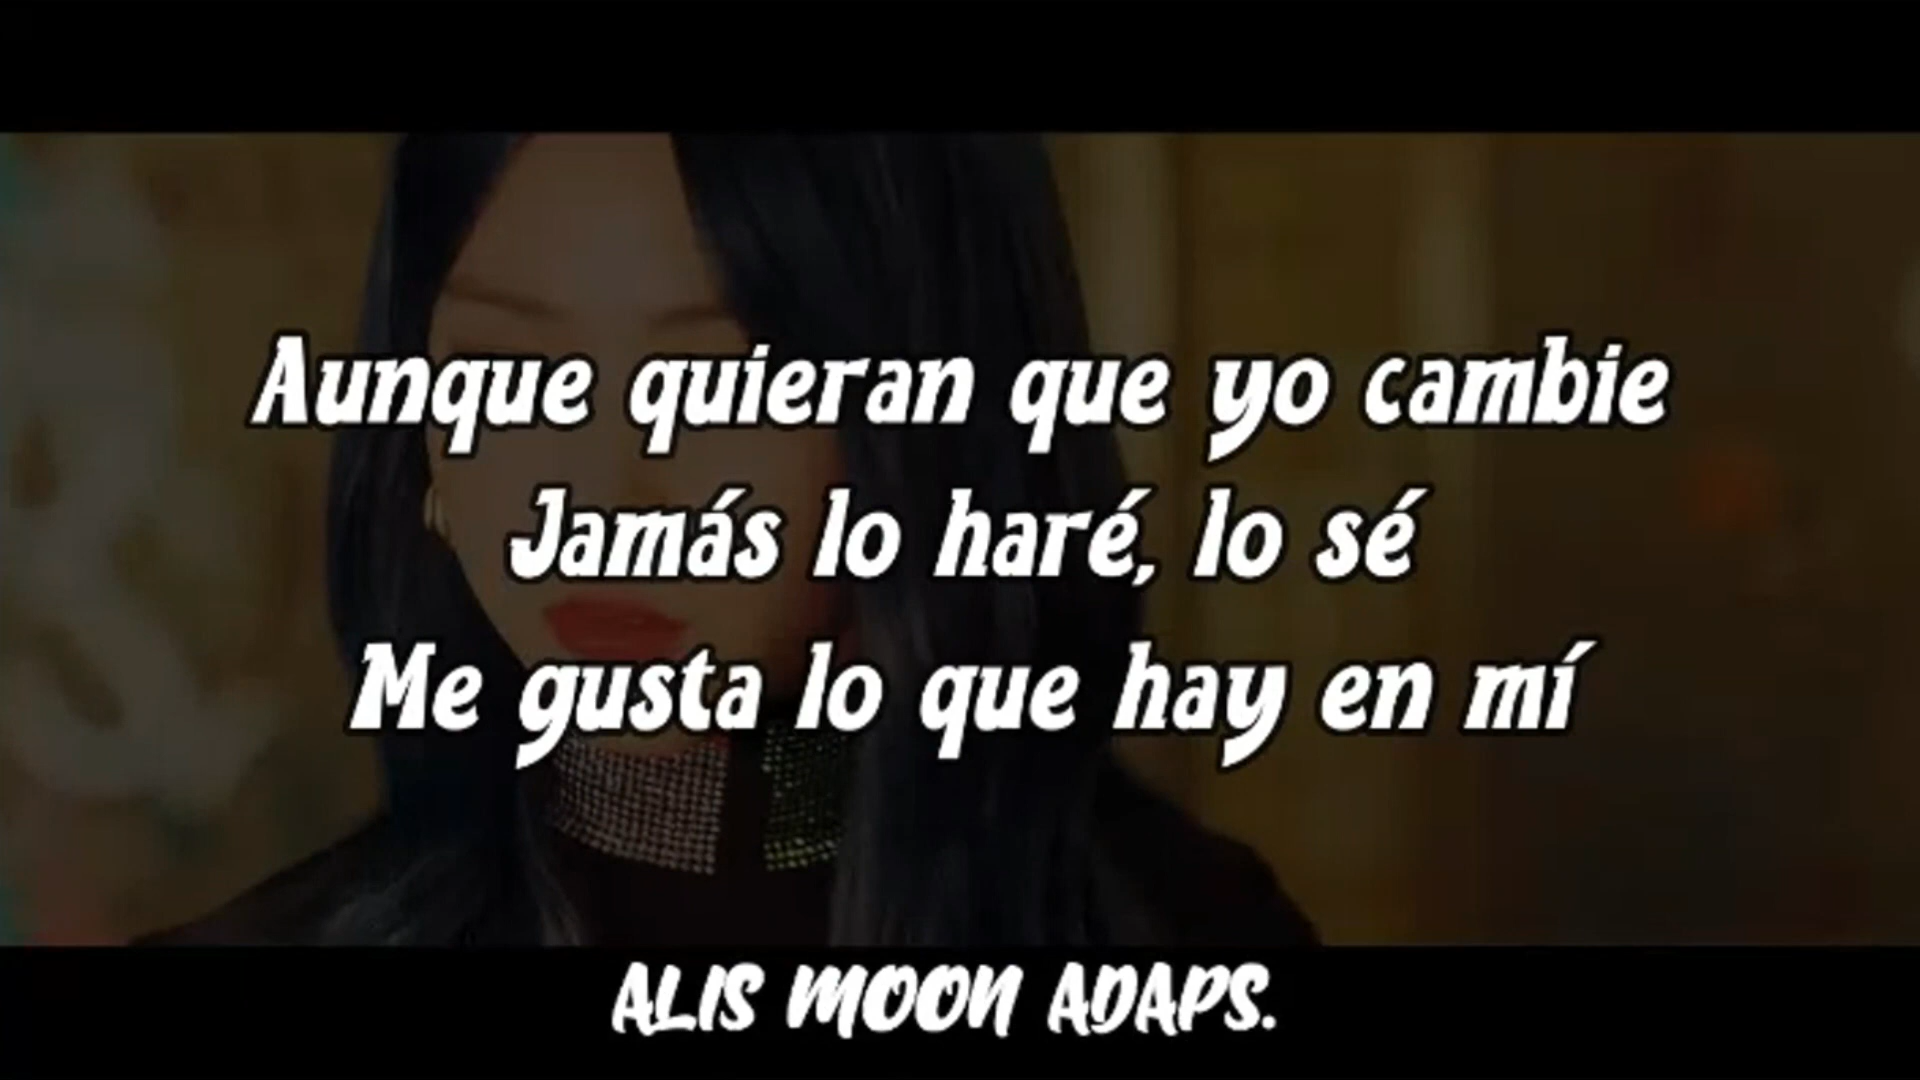 Aunque quieran que yo cambie
Jamás lo haré, lo sé
Me gusta lo que hay en mí
ALIS MOON ADAPS.